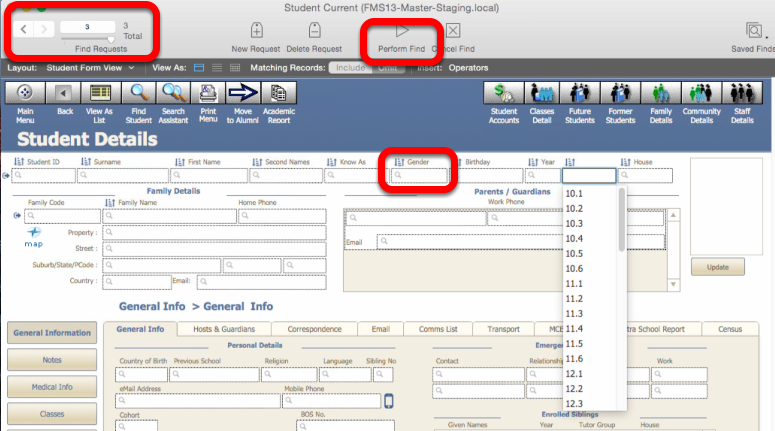 Student Current (FMS13-Master-Staging.local)
3
3
Total
Find Requests
New Request
Delete Request
Perform Find
Cancel Find
Saved Finds
Layout: Student Form View
View As:
Matching Records: Include Omit
Insert: Operators
Main Menu
Back
View As List
Find Student
Search Assistant
Print Menu
Move to Alumni
Academic Report
Student Accounts
Classes Detail
Future Students
Former Students
Family Details
Community Details
Staff Details
Student Details
Student ID
Surname
First Name
Second Names
Know As
Gender
Birthday
Year
House
Family Details
Parents / Guardians
Family Code
Family Name
Home Phone
Work Phone
map
Property :
Street :
Suburb/State/PCode :
Country :
Email:
Email
Update
10.1
10.2
10.3
10.4
10.5
10.6
11.1
11.2
11.3
11.4
11.5
11.6
12.1
12.2
12.3
General Info > General Info
General Information
Notes
Medical Info
Classes
General Info
Hosts & Guardians
Correspondence
Email
Comms List
Transport
MCE
tra School Report
Census
Personal Details
Emerge
Country of Birth
Previous School
Religion
Language
Sibling No
Contact
Relationship
Work
eMail Address
Mobile Phone
Cohort
BOS No.
Enrolled Siblings
Given Names
Year
Tutor Group
House